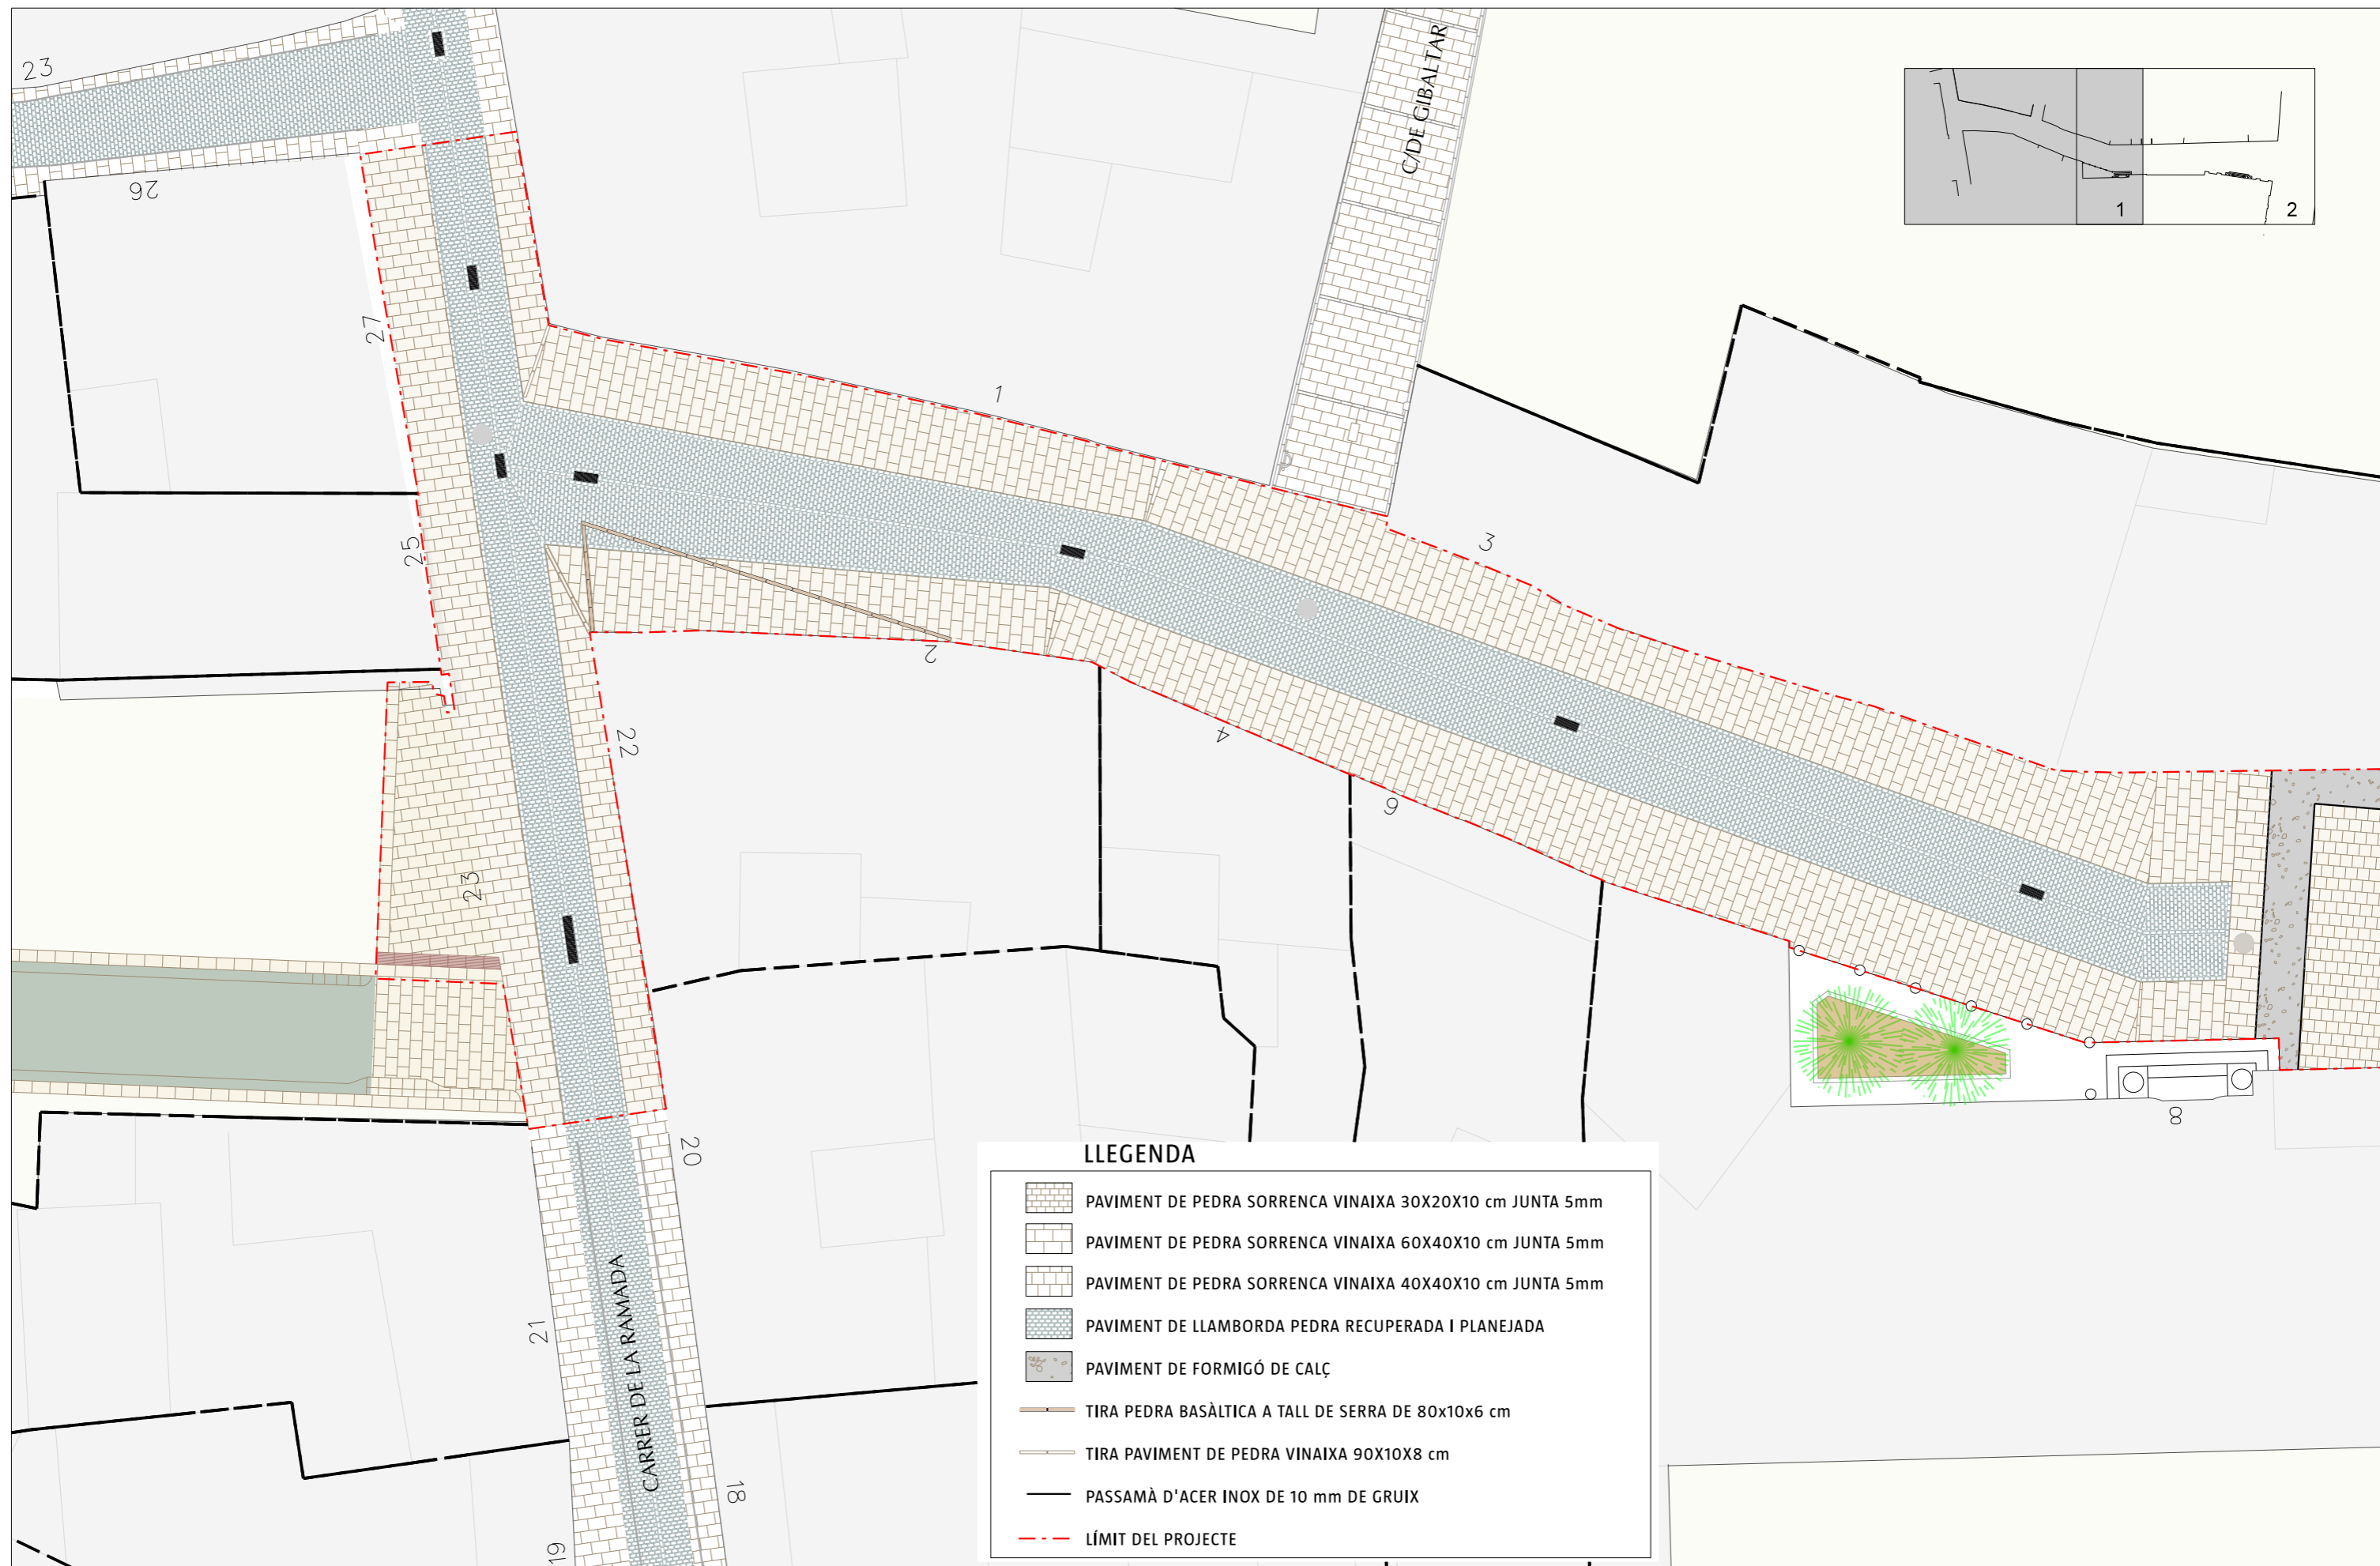 23
26
27
25
1
C/DE GIBALTAR
3
2
22
4
6
23
8
20
21
CARRER DE LA RAMADA
18
19
1
2
LLEGENDA
PAVIMENT DE PEDRA SORRENCA VINAIXA 30X20X10 cm JUNTA 5mm
PAVIMENT DE PEDRA SORRENCA VINAIXA 60X40X10 cm JUNTA 5mm
PAVIMENT DE PEDRA SORRENCA VINAIXA 40X40X10 cm JUNTA 5mm
PAVIMENT DE LLAMBORDA PEDRA RECUPERADA I PLANEJADA
PAVIMENT DE FORMIGÓ DE CALÇ
TIRA PEDRA BASÀLTICA A TALL DE SERRA DE 80x10x6 cm
TIRA PAVIMENT DE PEDRA VINAIXA 90X10X8 cm
PASSAMÀ D'ACER INOX DE 10 mm DE GRUIX
LÍMIT DEL PROJECTE